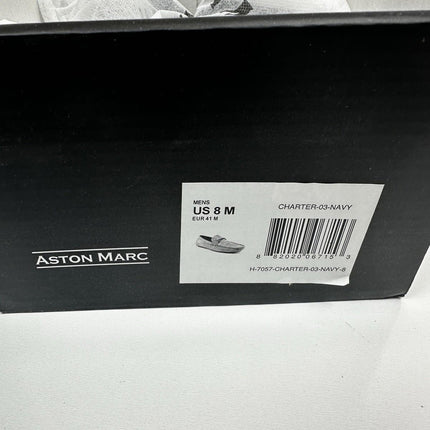 MENS
US 8 M
EUR 41 M
CHARTER-03-NAVY
8 82020 06715 3
H-7057-CHARTER-03-NAVY-8
ASTON MARC